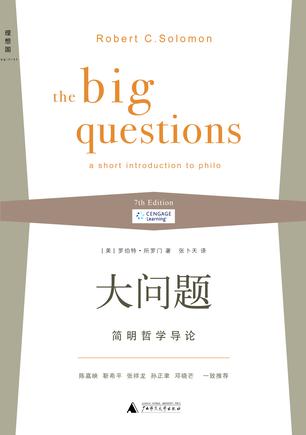 理想国
Robert C.Solomon
the big
questions
a short introduction to philo
7th Edition
CENGAGE
Learning
[美] 罗伯特·所罗门 著 张卜天 译
大问题
简明哲学导论
陈嘉映 靳希平 张祥龙 孙正聿 邓晓芒 一致推荐
广西师范大学出版社